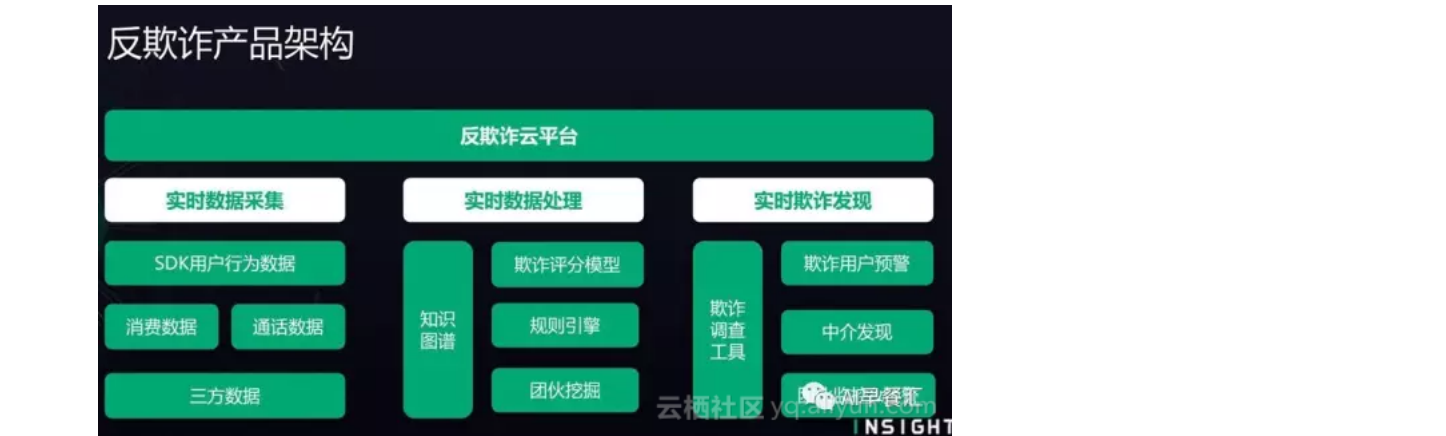 反欺诈产品架构
反欺诈云平台
实时数据采集
实时数据处理
实时欺诈发现
SDK用户行为数据
消费数据
通话数据
三方数据
知识
图谱
欺诈评分模型
规则引擎
团伙挖掘
欺诈
调查
工具
欺诈用户预警
中介发现
AI早餐汇
云栖社区 yq.aliyun.com
INSIGHT